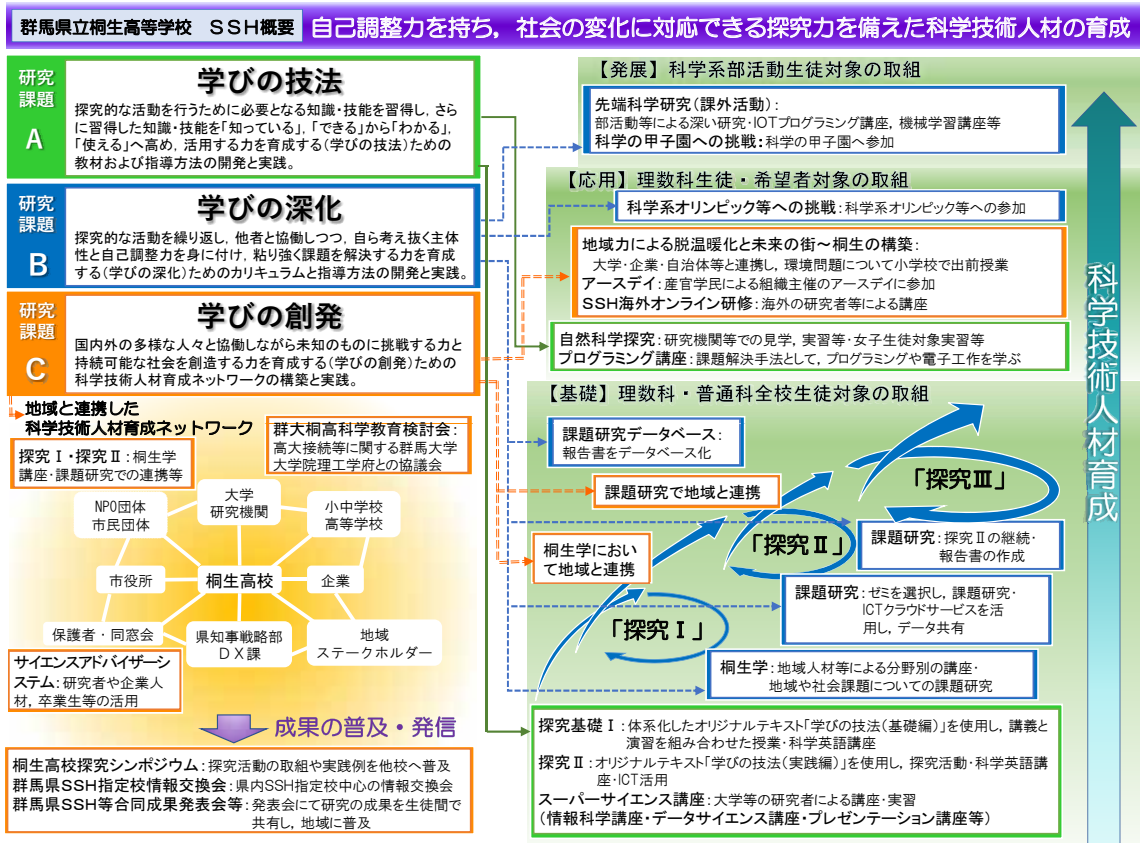 群馬県立桐生高等学校　ＳＳＨ概要
自己調整力を持ち，社会の変化に対応できる探究力を備えた科学技術人材の育成
研究
課題
A
学びの技法
探究的な活動を行うために必要となる知識・技能を習得し，さら
に習得した知識・技能を「知っている」，「できる」から「わかる」，
「使える」へ高め，活用する力を育成する（学びの技法）ための
教材および指導方法の開発と実践。
研究
課題
B
学びの深化
探究的な活動を繰り返し，他者と協働しつつ，自ら考え抜く主体
性と自己調整力を身に付け，粘り強く課題を解決する力を育成
する（学びの深化）ためのカリキュラムと指導方法の開発と実践。
研究
課題
C
学びの創発
国内外の多様な人々と協働しながら未知のものに挑戦する力と
持続可能な社会を創造する力を育成する（学びの創発）ための
科学技術人材育成ネットワークの構築と実践。
地域と連携した
科学技術人材育成ネットワーク
探究Ⅰ・探究Ⅱ：桐生学
講座・課題研究での連携等
群大桐高科学教育検討会：
高大接続等に関する群馬大学
大学院理工学府との協議会
NPO団体
市民団体
大学
研究機関
小中学校
高等学校
市役所
桐生高校
企業
保護者・同窓会
県知事戦略部
ＤＸ課
地域
ステークホルダー
サイエンスアドバイザーシ
ステム：研究者や企業人
材，卒業生等の活用
成果の普及・発信
桐生高校探究シンポジウム：探究活動の取組や実践例を他校へ普及
群馬県SSH指定校情報交換会：県内SSH指定校中心の情報交換会
群馬県SSH等合同成果発表会等：発表会にて研究の成果を生徒間で
共有し，地域に普及
【発展】科学系部活動生徒対象の取組
先端科学研究（課外活動）：
部活動等による深い研究・IOTプログラミング講座，機械学習講座等
科学の甲子園への挑戦：科学の甲子園へ参加
【応用】理数科生徒・希望者対象の取組
科学系オリンピック等への挑戦：科学系オリンピック等への参加
地域力による脱温暖化と未来の街～桐生の構築：
大学・企業・自治体等と連携し，環境問題について小学校で出前授業
アースデイ：産官学民による組織主催のアースデイに参加
SSH海外オンライン研修：海外の研究者等による講座
自然科学探究：研究機関等での見学，実習等・女子生徒対象実習等
プログラミング講座：課題解決手法として，プログラミングや電子工作を学ぶ
【基礎】理数科・普通科全校生徒対象の取組
課題研究データベース：
報告書をデータベース化
課題研究で地域と連携
桐生学におい
て地域と連携
「探究Ⅲ」
「探究Ⅱ」
「探究Ⅰ」
課題研究：探究Ⅱの継続・
報告書の作成
課題研究：ゼミを選択し，課題研究・
ICTクラウドサービスを活
用し，データ共有
桐生学：地域人材等による分野別の講座・
地域や社会課題についての課題研究
探究基礎Ⅰ：体系化したオリジナルテキスト「学びの技法（基礎編）」を使用し，講義と
演習を組み合わせた授業・科学英語講座
探究Ⅱ：オリジナルテキスト「学びの技法（実践編）」を使用し，探究活動・科学英語講
座・ICT活用
スーパーサイエンス講座：大学等の研究者による講座・実習
（情報科学講座・データサイエンス講座・プレゼンテーション講座等）
科学技術人材育成